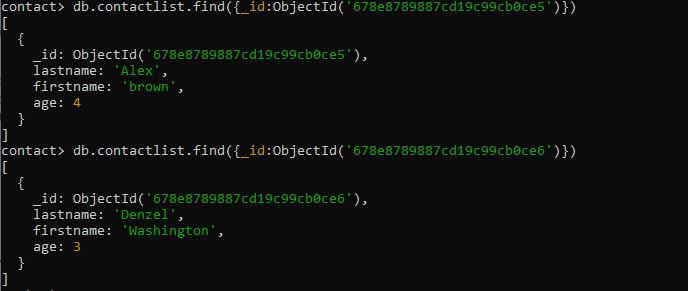 contact> db.contactlist.find({_id:ObjectId('678e8789887cd19c99cb0ce5')})
[
  {
    _id: ObjectId('678e8789887cd19c99cb0ce5'),
    lastname: 'Alex',
    firstname: 'brown',
    age: 4
  }
]
contact> db.contactlist.find({_id:ObjectId('678e8789887cd19c99cb0ce6')})
[
  {
    _id: ObjectId('678e8789887cd19c99cb0ce6'),
    lastname: 'Denzel',
    firstname: 'Washington',
    age: 3
  }
]